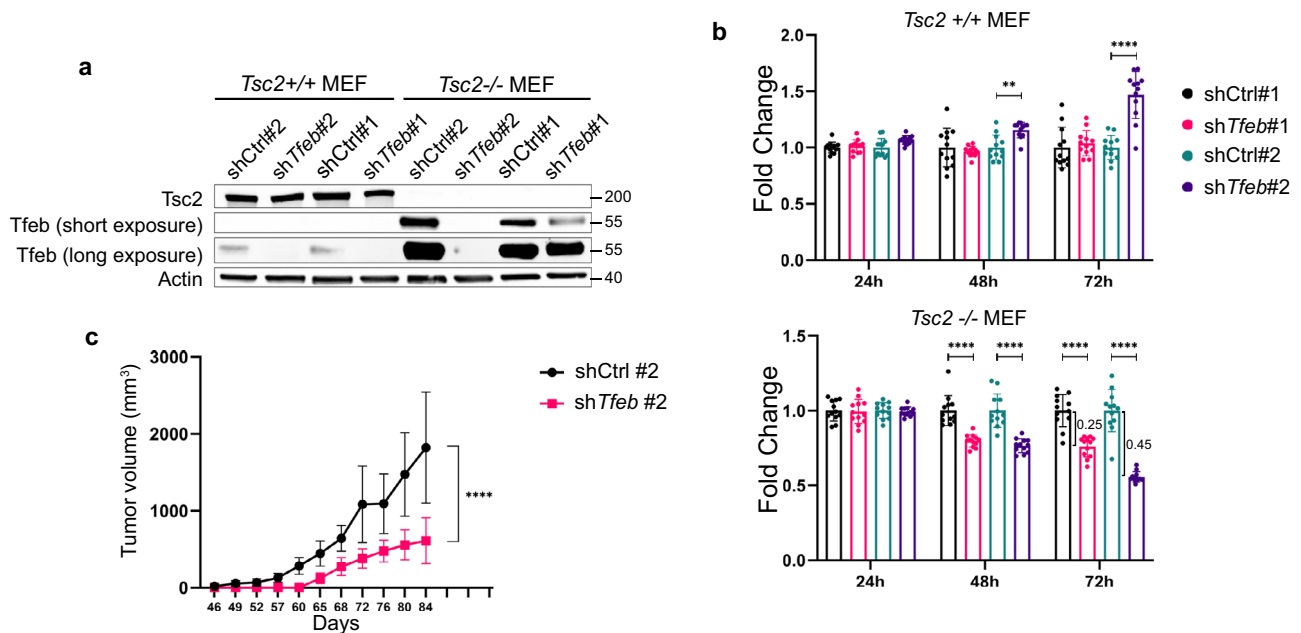 a
Tsc2+/+ MEF
Tsc2-/- MEF
shCtrl#2
shTfeb#2
shCtrl#1
shTfeb#1
shCtrl#2
shTfeb#2
shCtrl#1
shTfeb#1
Tsc2
200
Tfeb (short exposure)
55
Tfeb (long exposure)
55
Actin
40
b
Tsc2 +/+ MEF
Fold Change
2.0
1.5
1.0
0.5
0.0
**
****
24h
48h
72h
shCtrl#1
shTfeb#1
shCtrl#2
shTfeb#2
Tsc2 -/- MEF
Fold Change
1.5
1.0
0.5
0.0
****
****
****
****
0.25
0.45
24h
48h
72h
c
Tumor volume (mm³)
3000
2000
1000
0
46 49 52 57 60 65 68 72 76 80 84
Days
****
shCtrl #2
shTfeb #2